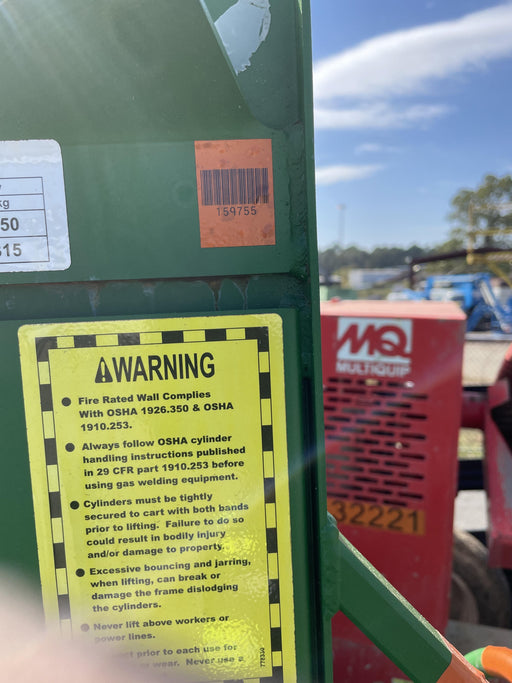 kg
50
315
159755
MQ
MULTIQUIP
32221
WARNING
● Fire Rated Wall Complies
With OSHA 1926.350 & OSHA
1910.253.
● Always follow OSHA cylinder
handling instructions published
in 29 CFR part 1910.253 before
using gas welding equipment.
● Cylinders must be tightly
secured to cart with both bands
prior to lifting. Failure to do so
could result in bodily injury
and/or damage to property.
● Excessive bouncing and jarring,
when lifting, can break or
damage the frame dislodging
the cylinders.
● Never lift above workers or
power lines.
prior to each use for
or wear. Never use a